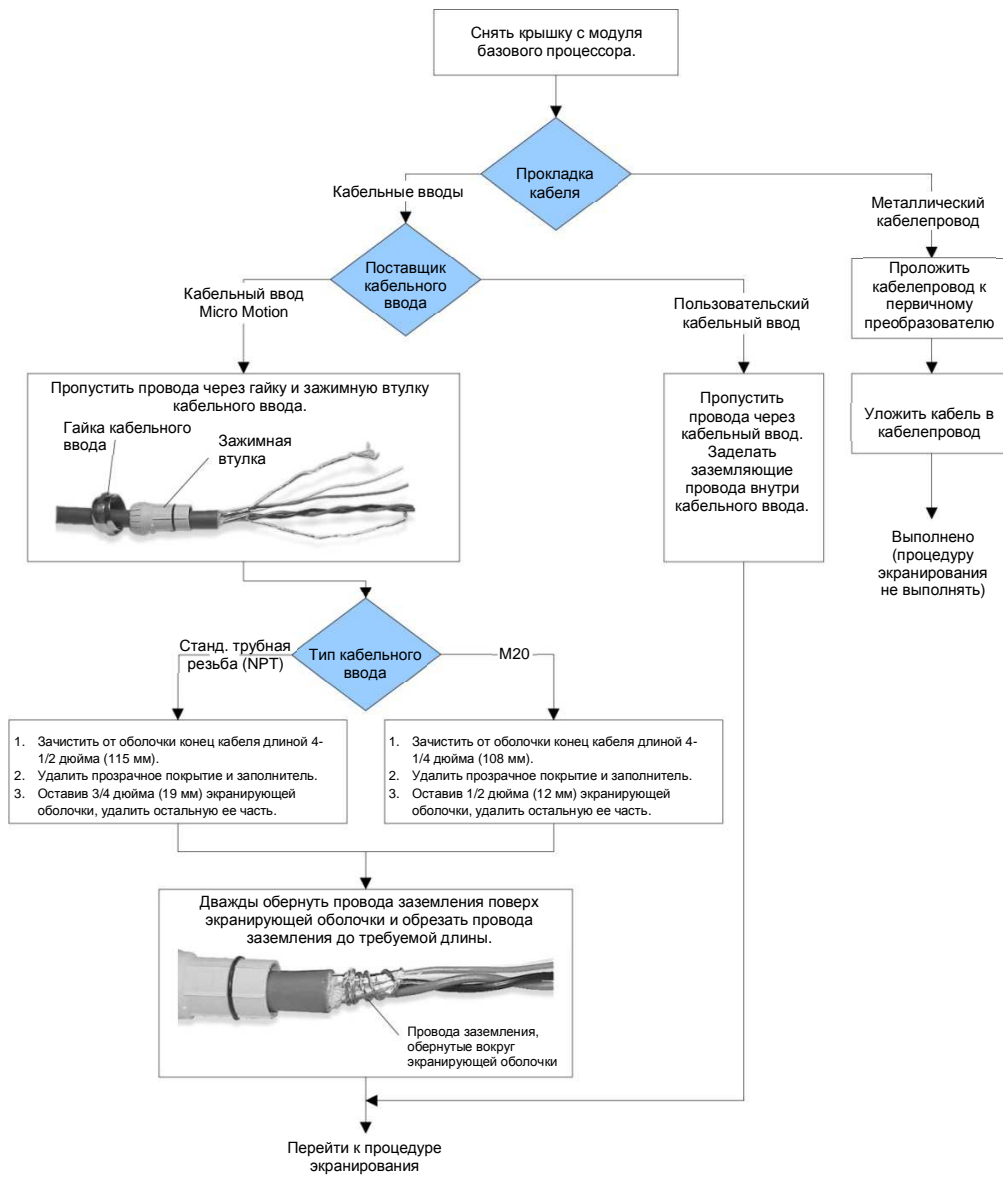 Снять крышку с модуля
базового процессора.
Прокладка
кабеля
Кабельные вводы
Металлический
кабелепровод
Поставщик
кабельного
ввода
Кабельный ввод
Micro Motion
Пользовательский
кабельный ввод
Проложить
кабелепровод к
первичному
преобразователю
Уложить кабель в
кабелепровод
Выполнено
(процедуру
экранирования
не выполнять)
Пропустить провода через гайку и зажимную втулку
кабельного ввода.
Гайка кабельного
ввода
Зажимная
втулка
Пропустить
провода через
кабельный ввод.
Заделать
заземляющие
провода внутри
кабельного ввода.
Тип кабельного
ввода
Станд. трубная
резьба (NPT)
M20
1. Зачистить от оболочки конец кабеля длиной 4-
1/2 дюйма (115 мм).
2. Удалить прозрачное покрытие и заполнитель.
3. Оставив 3/4 дюйма (19 мм) экранирующей
оболочки, удалить остальную ее часть.
1. Зачистить от оболочки конец кабеля длиной 4-
1/4 дюйма (108 мм).
2. Удалить прозрачное покрытие и заполнитель.
3. Оставив 1/2 дюйма (12 мм) экранирующей
оболочки, удалить остальную ее часть.
Дважды обернуть провода заземления поверх
экранирующей оболочки и обрезать провода
заземления до требуемой длины.
Провода заземления,
обернутые вокруг
экранирующей оболочки
Перейти к процедуре
экранирования